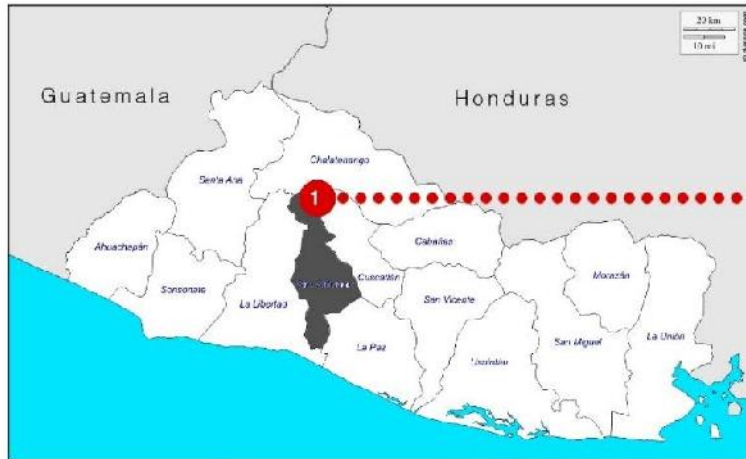 20 km
10 mi
Guatemala
Honduras
Chalatenango
Santa Ana
1
Ahuachapán
Cabañas
Cuscatlán
Morazán
Sonsonate
La Libertad
San Vicente
La Unión
La Paz
San Miguel
Usulután